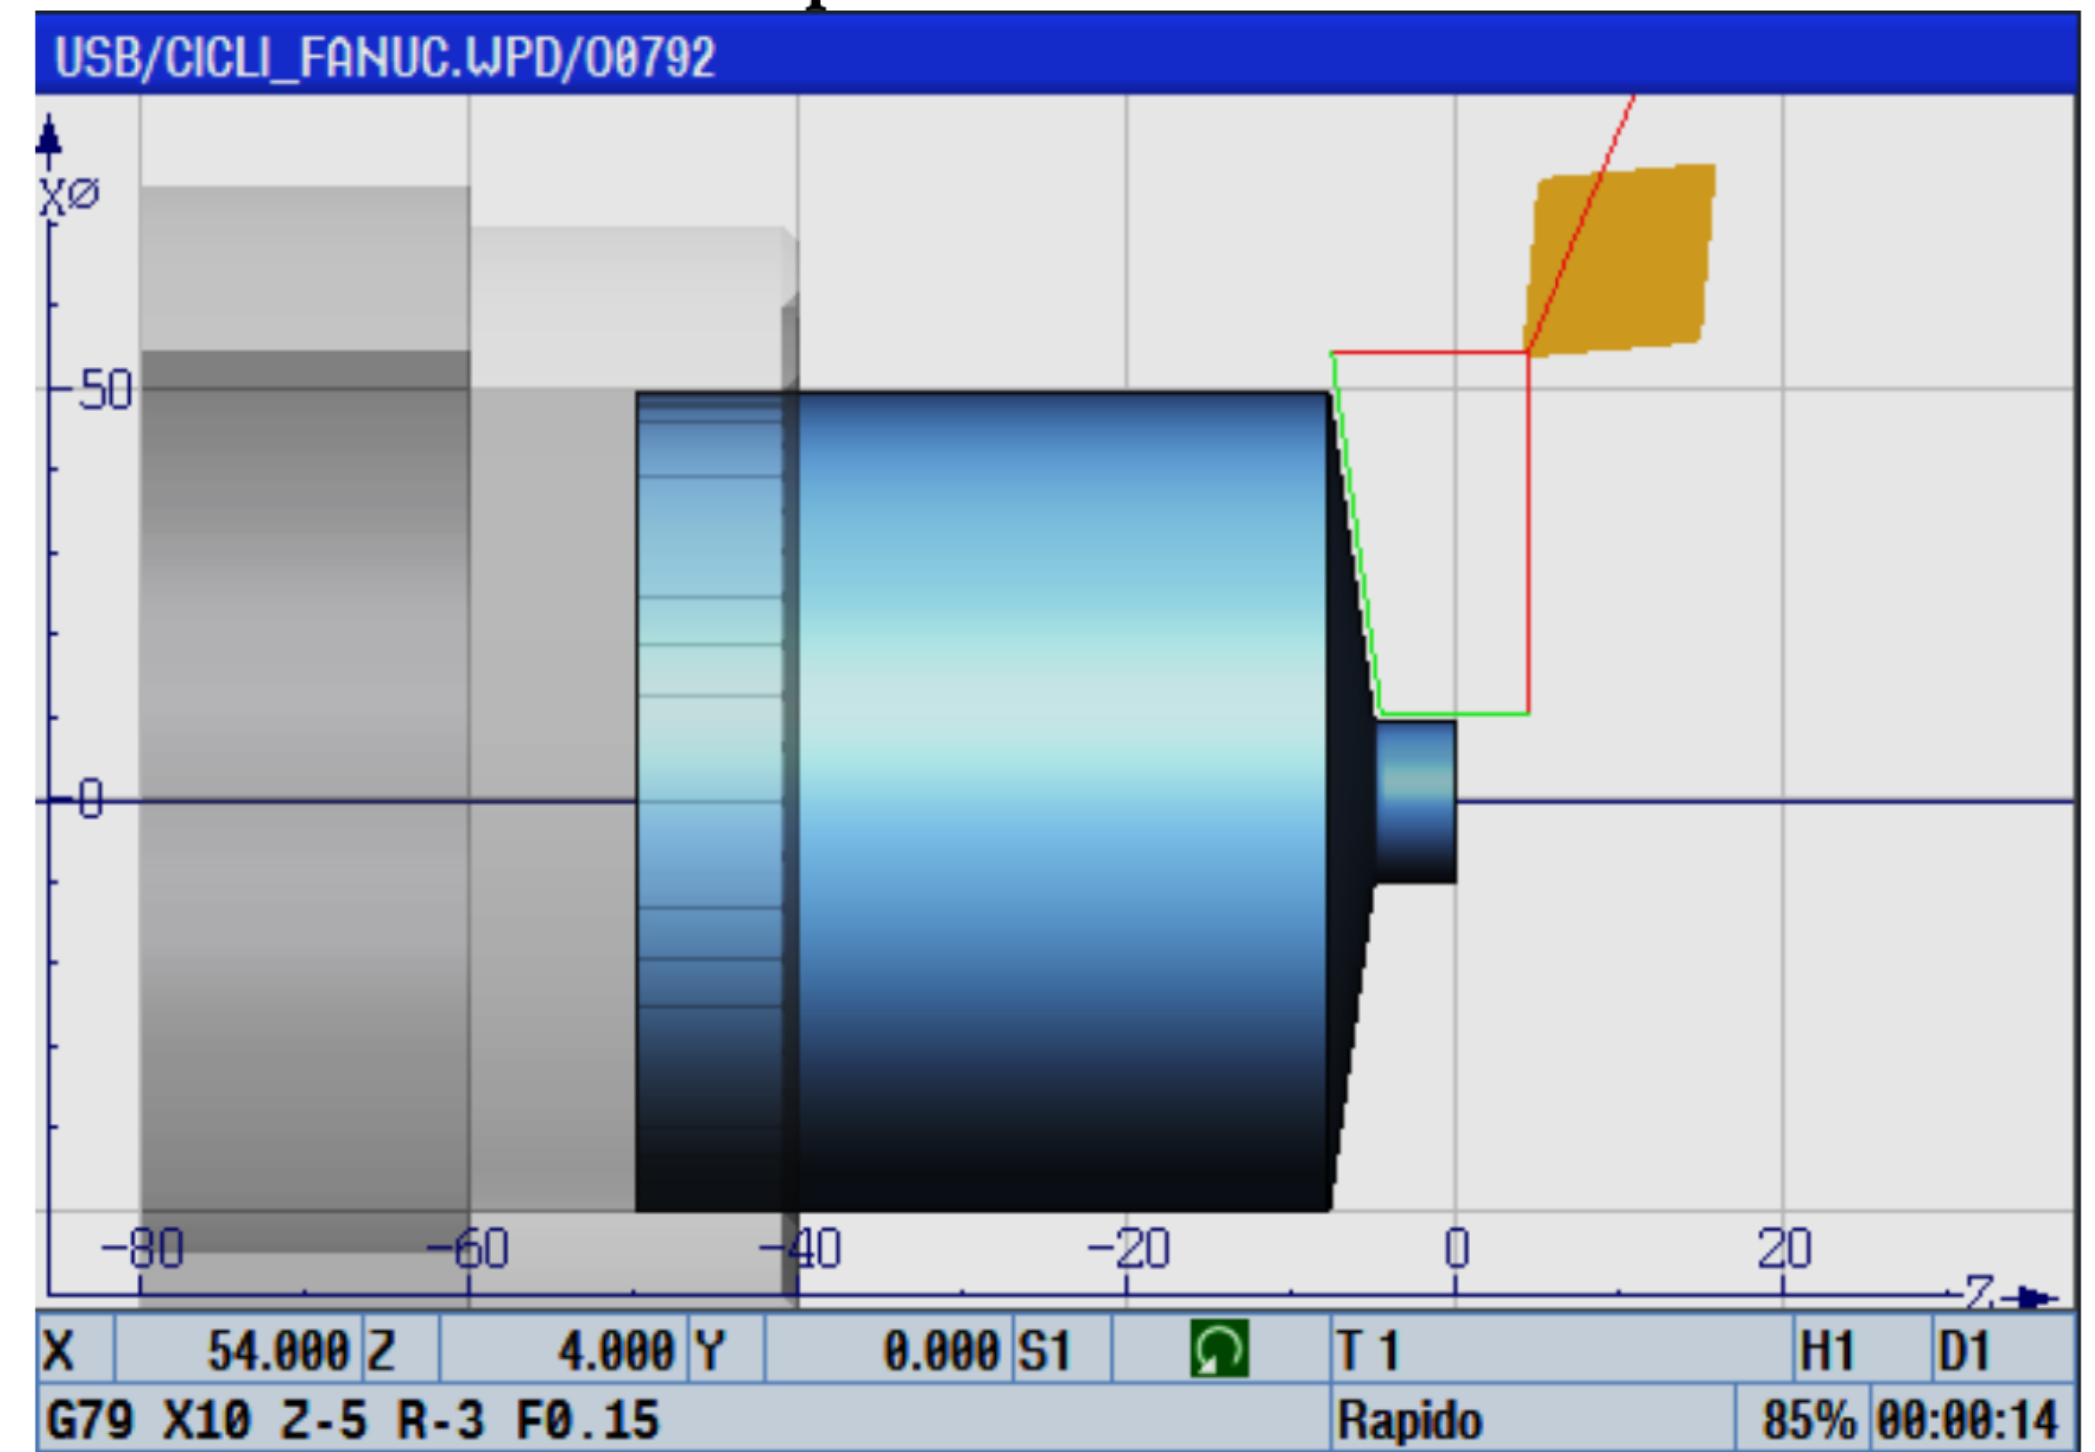 USB/CICLI_FANUC.WPD/O0792
XØ
50
0
-80 -60 -40 -20 0 20
Z
X 54.000 Z 4.000 Y 0.000 S1 T 1 H1 D1
G79 X10 Z-5 R-3 F0.15 Rapido 85% 00:00:14